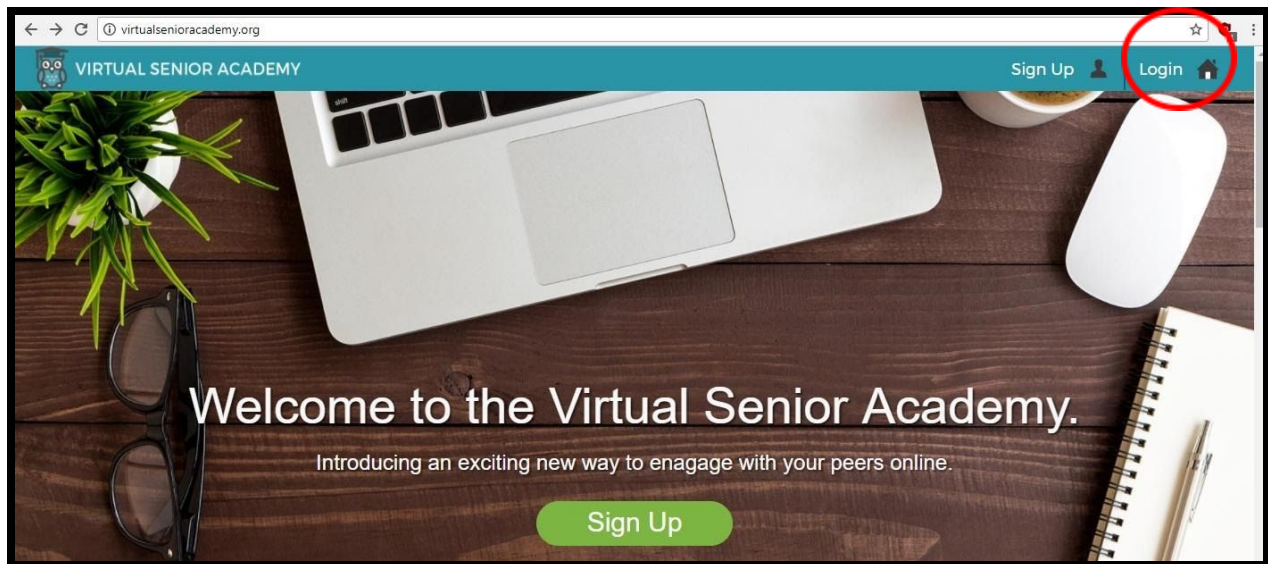 virtualsenioracademy.org
VIRTUAL SENIOR ACADEMY
Sign Up
Login
shift
Welcome to the Virtual Senior Academy.
Introducing an exciting new way to enagage with your peers online.
Sign Up